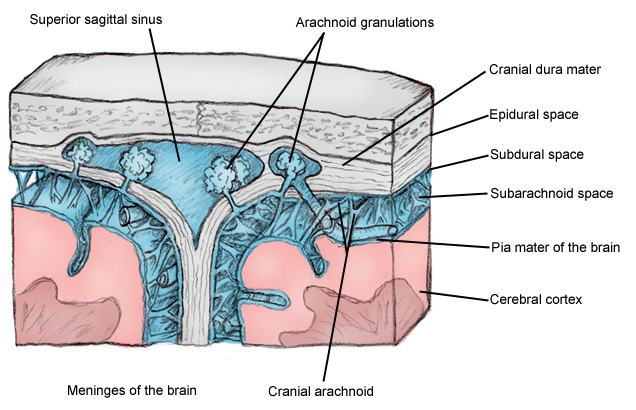 Superior sagittal sinus
Arachnoid granulations
Cranial dura mater
Epidural space
Subdural space
Subarachnoid space
Pia mater of the brain
Cerebral cortex
Meninges of the brain
Cranial arachnoid